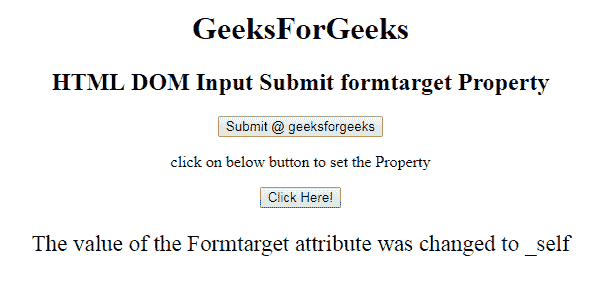 GeeksForGeeks
HTML DOM Input Submit formtarget Property
Submit @ geeksforgeeks
click on below button to set the Property
Click Here!
The value of the Formtarget attribute was changed to _self